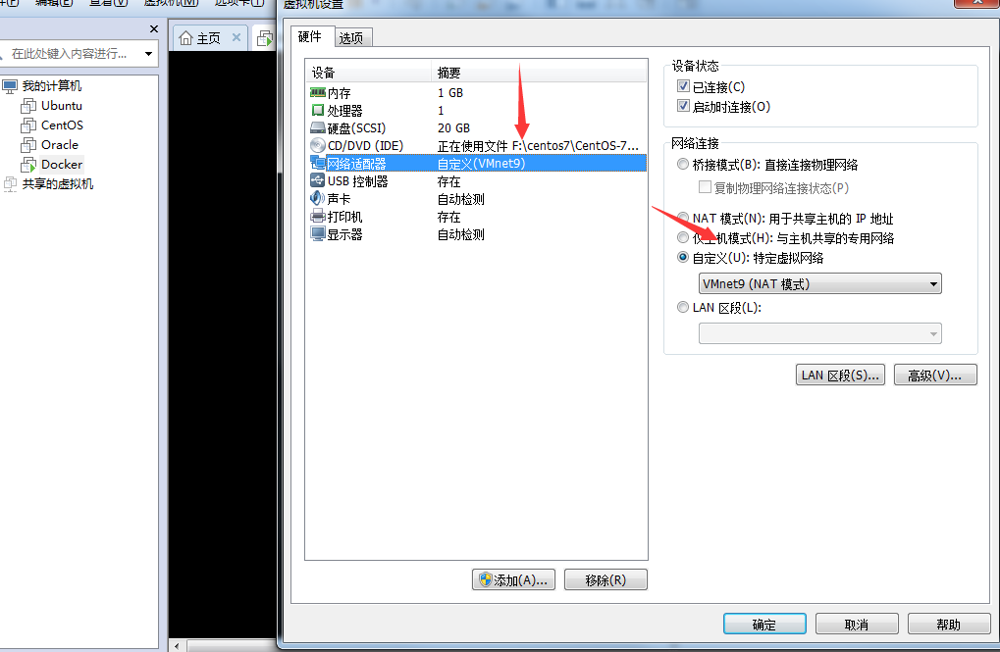 编辑(E) 查看(V) 虚拟机(M) 选项卡(T)
虚拟机设置
在此处键入内容进行...
主页
我的计算机
Ubuntu
CentOS
Oracle
Docker
共享的虚拟机
硬件 选项
设备 摘要
内存 1 GB
处理器 1
硬盘(SCSI) 20 GB
CD/DVD (IDE) 正在使用文件 F:\centos7\CentOS-7...
网络适配器 自定义(VMnet9)
USB 控制器 存在
声卡 自动检测
打印机 存在
显示器 自动检测
添加(A)... 移除(R)
设备状态
已连接(C)
启动时连接(O)
网络连接
桥接模式(B): 直接连接物理网络
复制物理网络连接状态(P)
NAT 模式(N): 用于共享主机的 IP 地址
仅主机模式(H): 与主机共享的专用网络
自定义(U): 特定虚拟网络
VMnet9 (NAT 模式)
LAN 区段(L):
LAN 区段(S)... 高级(V)...
确定 取消 帮助